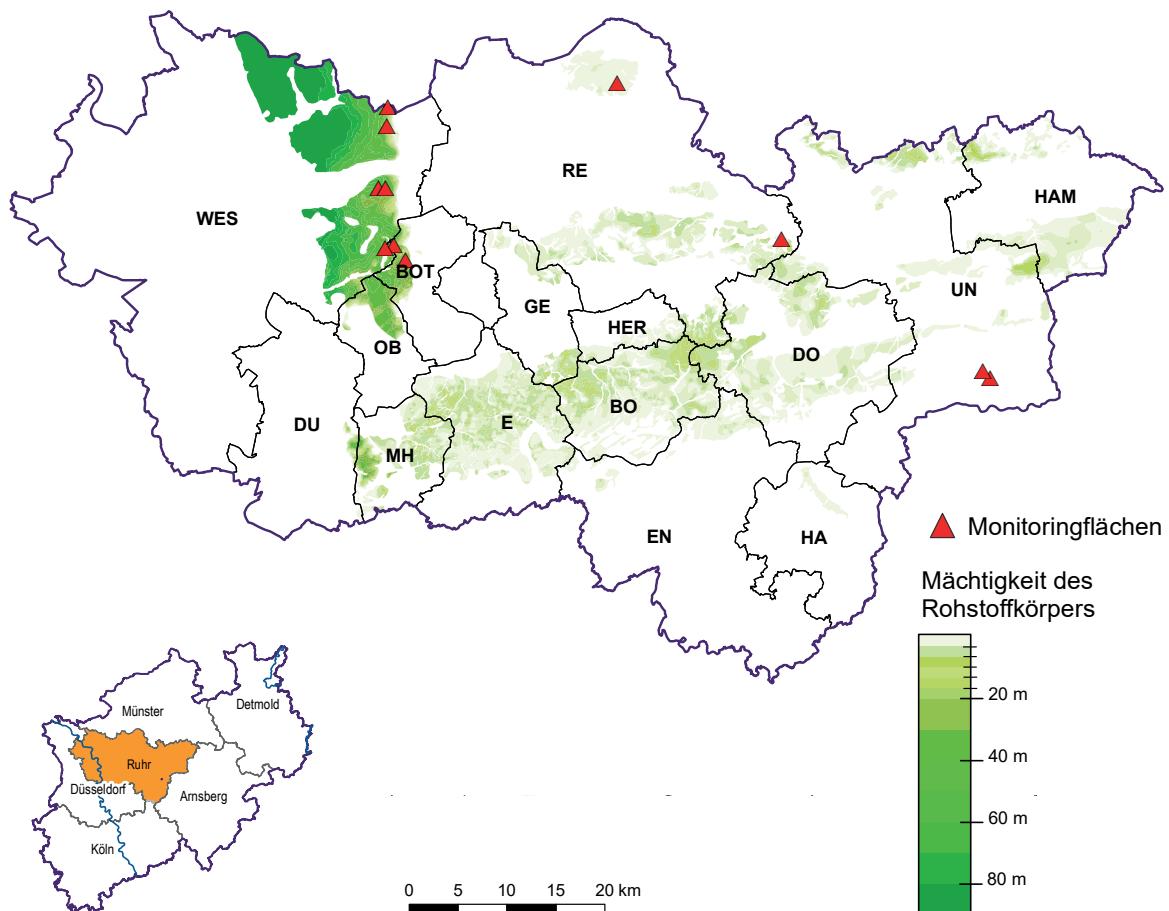 RE
WES
HAM
BOT
UN
GE
HER
OB
DO
BO
E
DU
MH
EN
HA
Monitoringflächen
Mächtigkeit des
Rohstoffkörpers
20 m
40 m
60 m
80 m
Münster
Detmold
Ruhr
Düsseldorf
Arnsberg
Köln
0 5 10 15 20 km